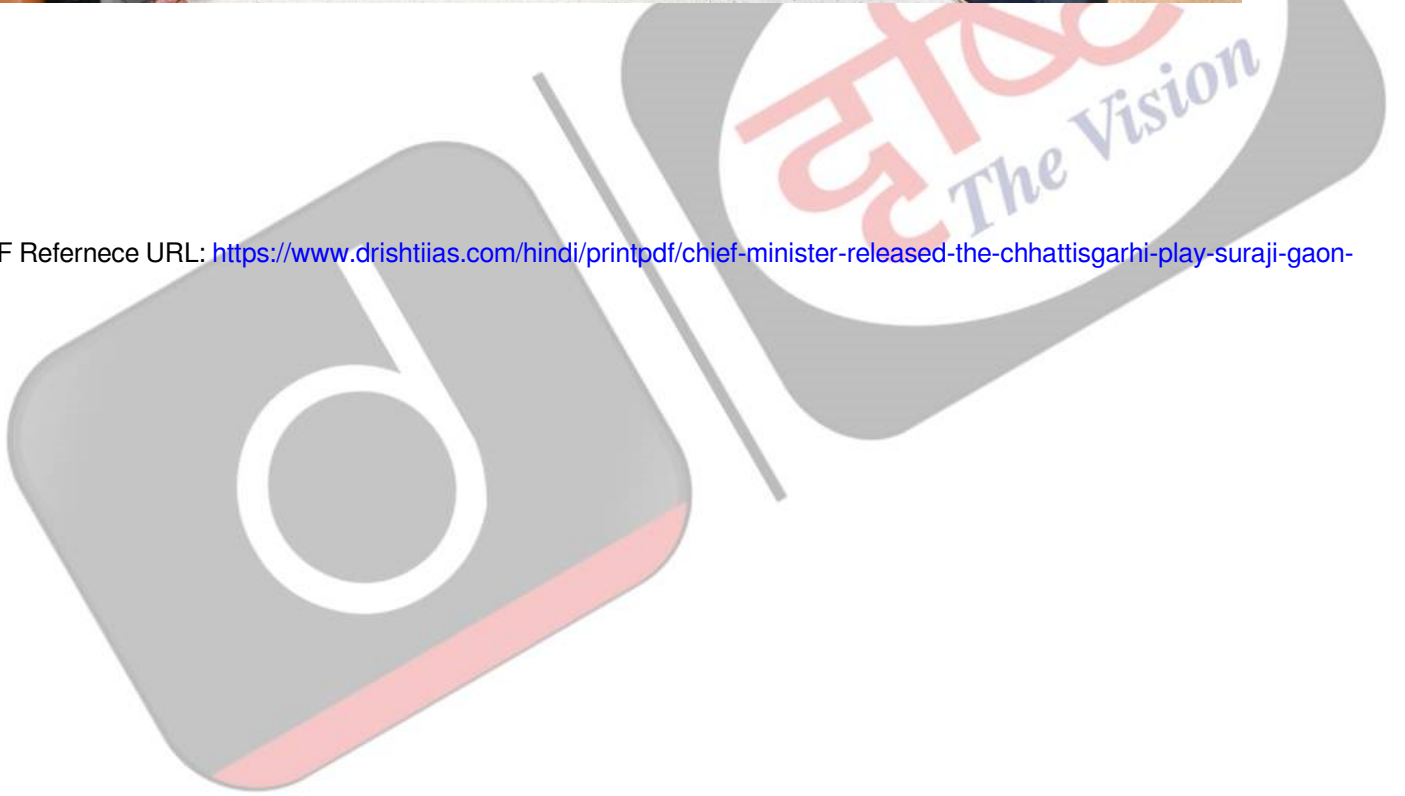 दृष्टि
The Vision
F Refernece URL: https://www.drishtiias.com/hindi/printpdf/chief-minister-released-the-chhattisgarhi-play-suraji-gaon-